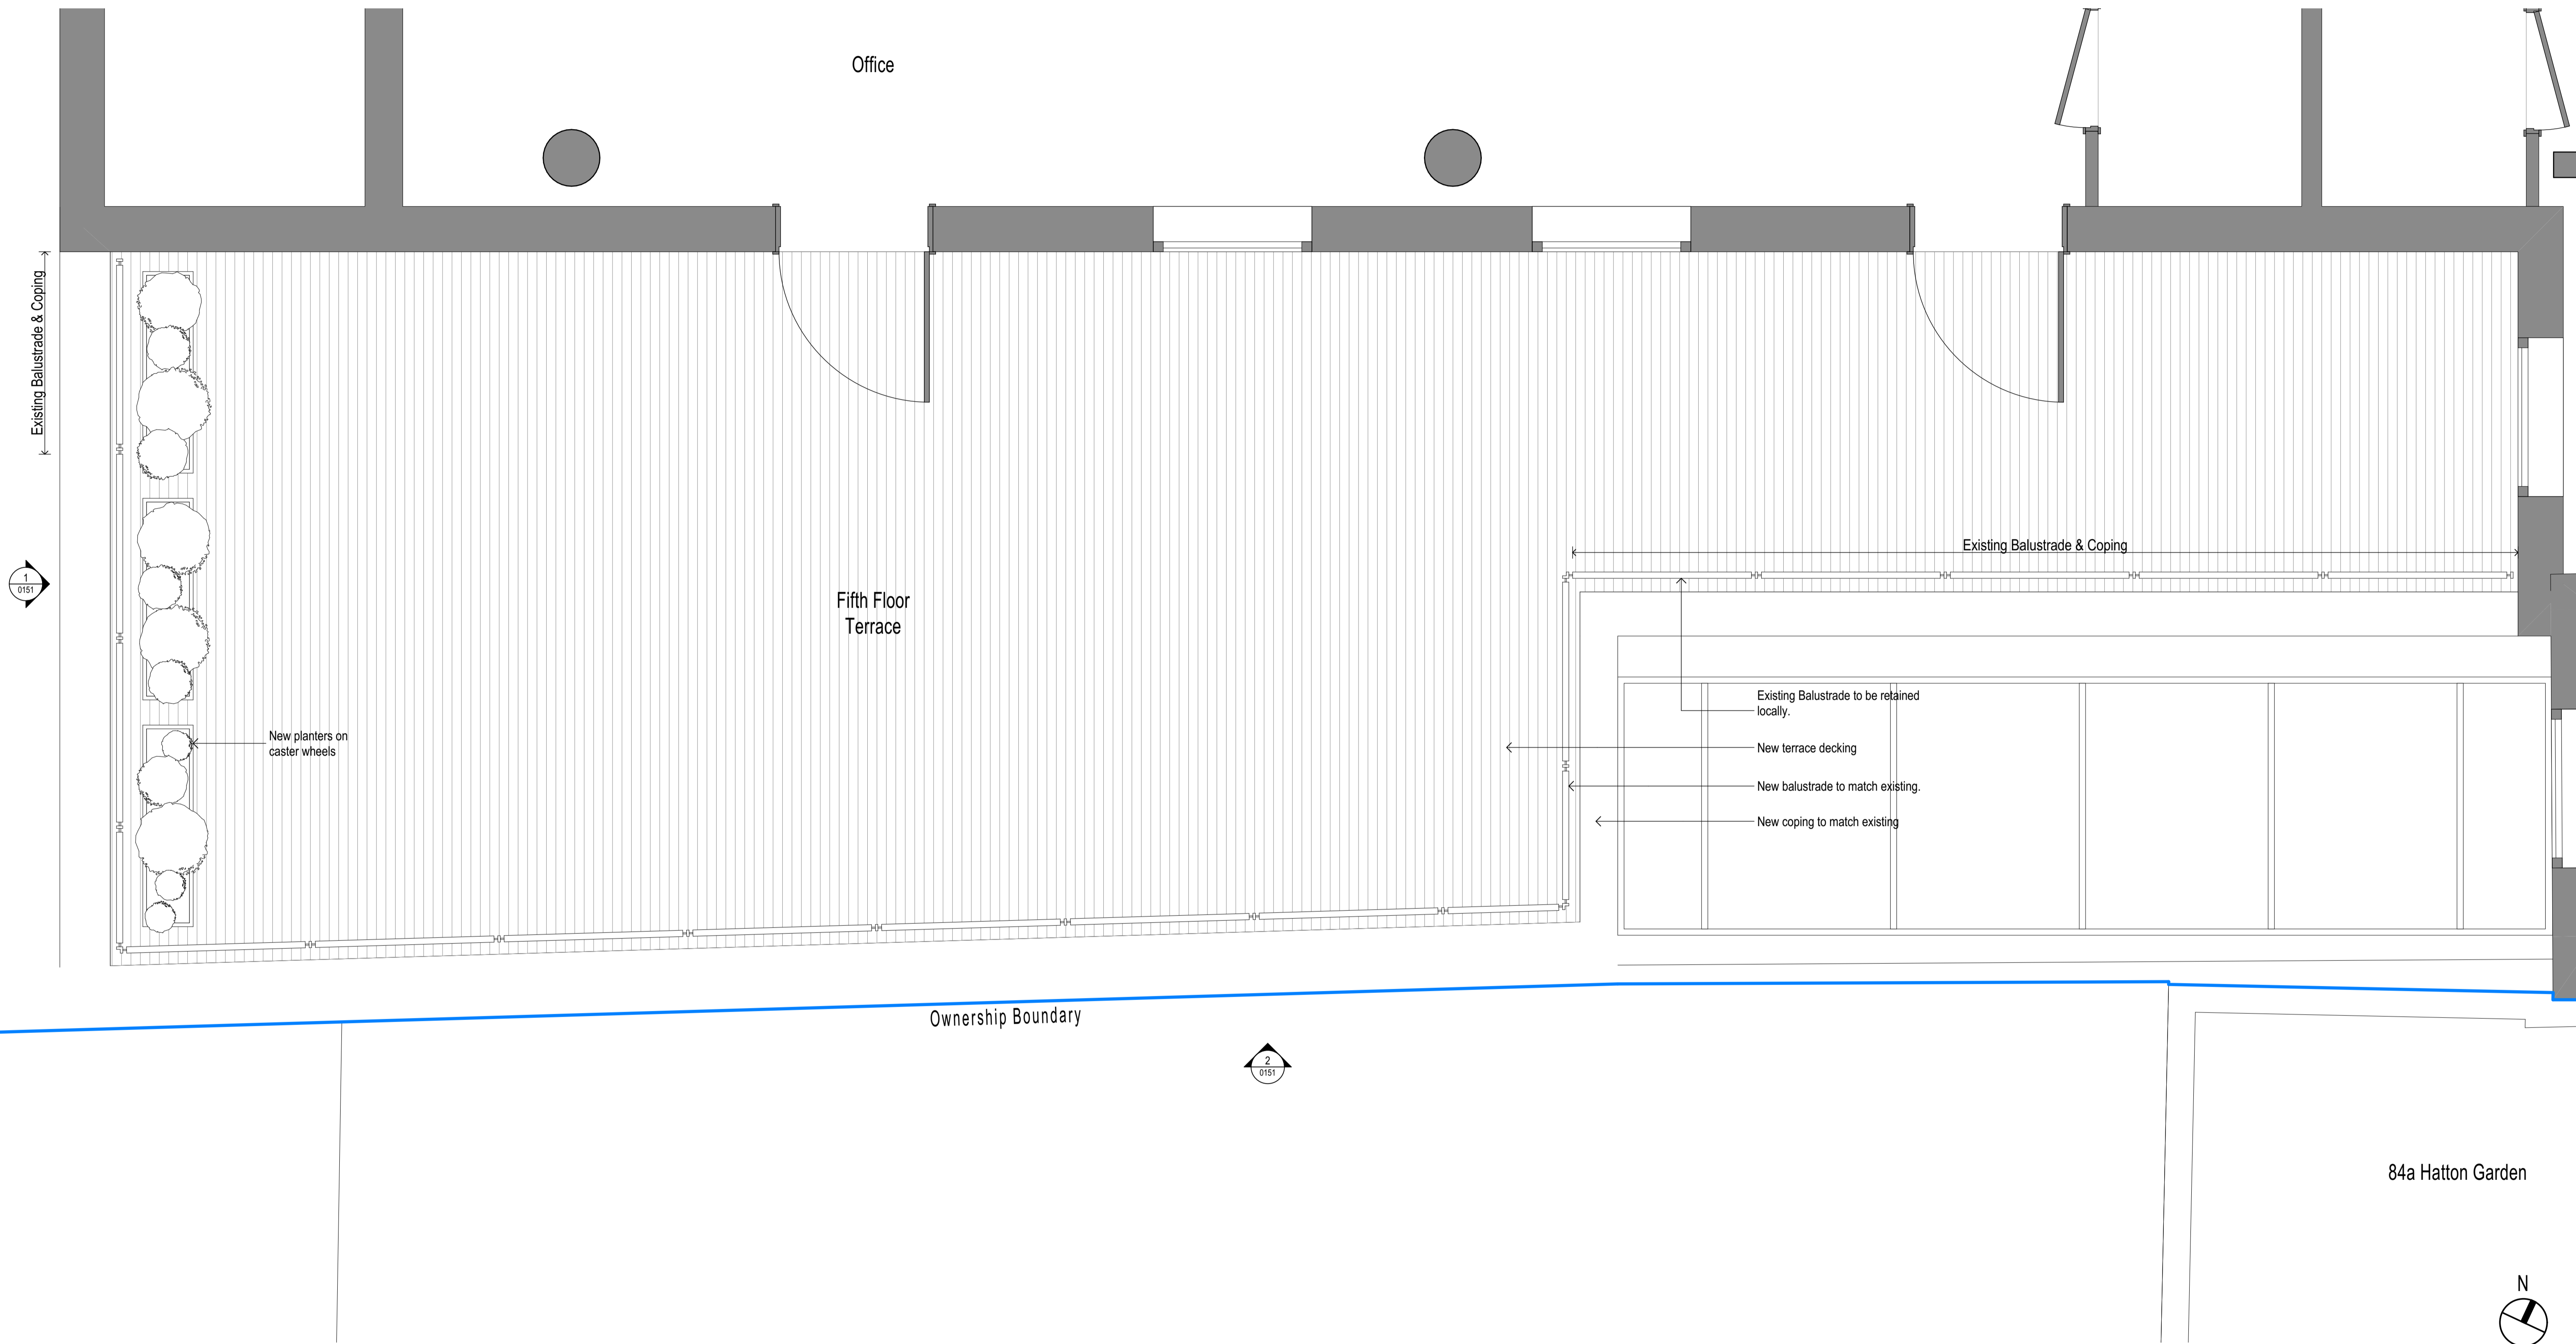 Office
Existing Balustrade & Coping
1
0151
Existing Balustrade & Coping
Fifth Floor
Terrace
Existing Balustrade to be retained
locally.
New planters on
caster wheels
New terrace decking
New balustrade to match existing.
New coping to match existing
Ownership Boundary
2
0151
84a Hatton Garden
N